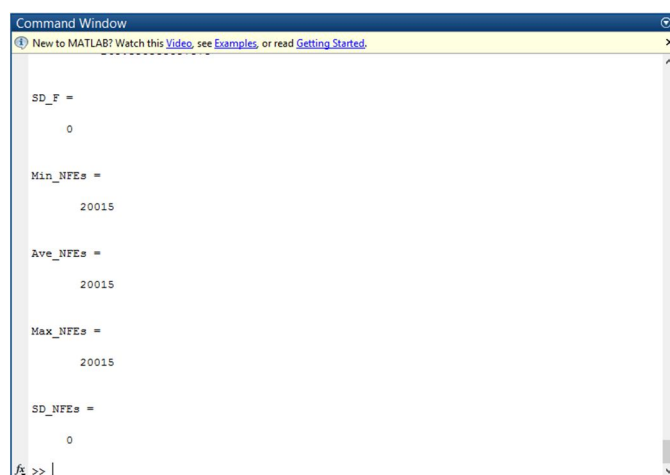 Command Window
New to MATLAB? Watch this Video, see Examples, or read Getting Started.
SD_F =
0
Min_NFEs =
20015
Ave_NFEs =
20015
Max_NFEs =
20015
SD_NFEs =
0
fx >>